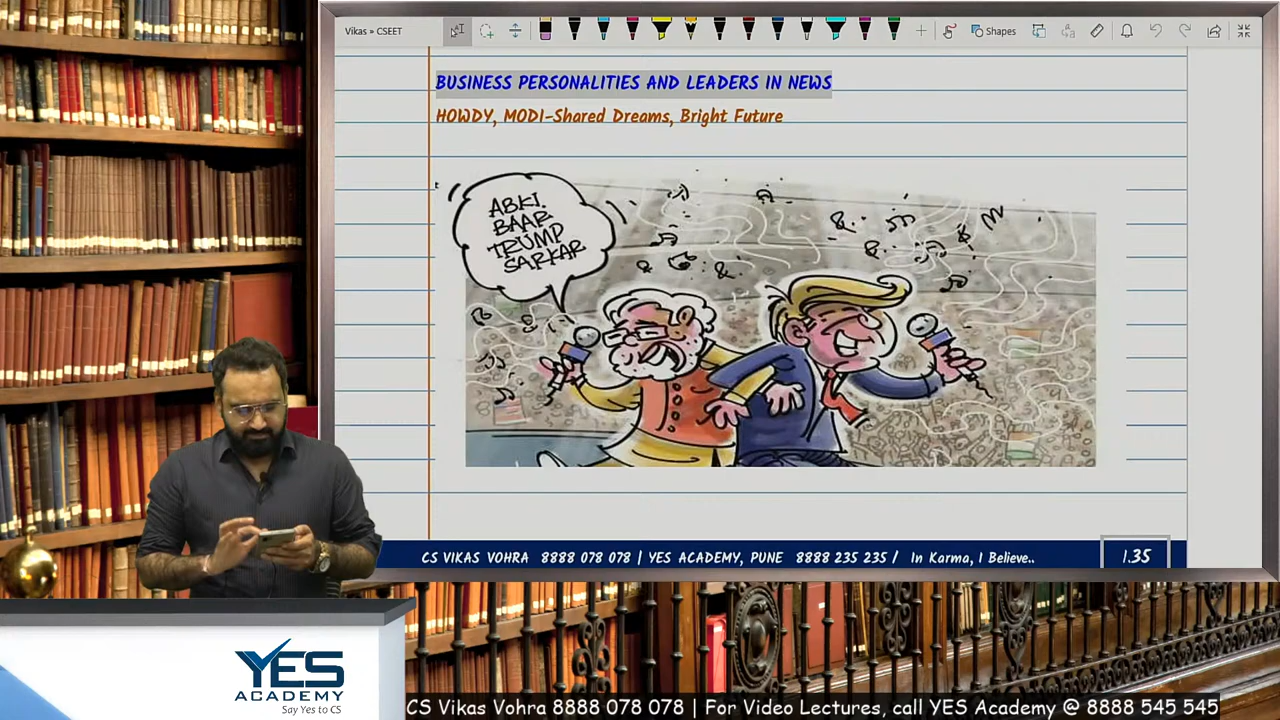 Vikas » CSEET
Shapes
BUSINESS PERSONALITIES AND LEADERS IN NEWS
HOWDY, MODI-Shared Dreams, Bright Future
ABKI.
BAAR
TRUMP
SARKAR
CS VIKAS VOHRA 8888 078 078 | YES ACADEMY, PUNE 8888 235 235 / In Karma, I Believe..
1.35
YES
ACADEMY
Say Yes to CS
CS Vikas Vohra 8888 078 078 | For Video Lectures, call YES Academy @ 8888 545 545